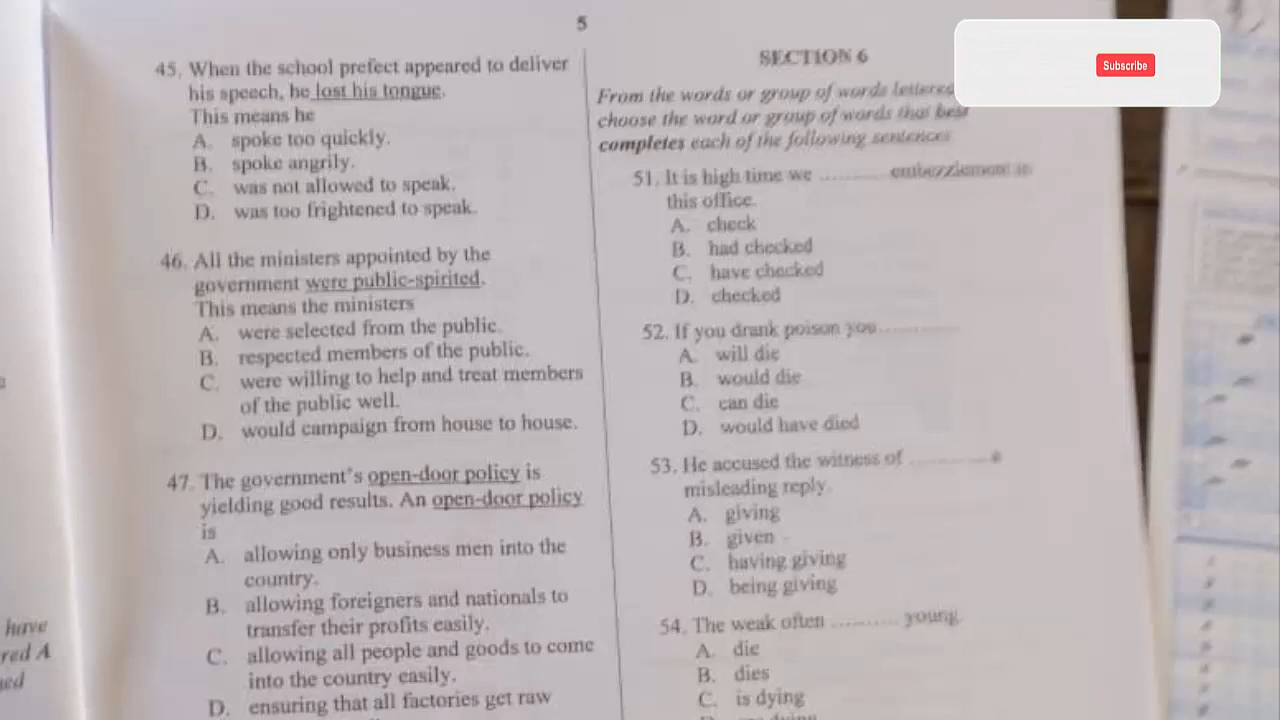 5
45. When the school prefect appeared to deliver
his speech, he lost his tongue.
This means he
A. spoke too quickly.
B. spoke angrily.
C. was not allowed to speak.
D. was too frightened to speak.
46. All the ministers appointed by the
government were public-spirited.
This means the ministers
A. were selected from the public.
B. respected members of the public.
C. were willing to help and treat members
of the public well.
D. would campaign from house to house.
47. The government's open-door policy is
yielding good results. An open-door policy
is
A. allowing only business men into the
country.
B. allowing foreigners and nationals to
transfer their profits easily.
C. allowing all people and goods to come
into the country easily.
D. ensuring that all factories get raw
SECTION 6
From the words or group of words lettered
choose the word or group of words that best
completes each of the following sentences
51. It is high time we .......... embezzlement in
this office.
A. check
B. had checked
C. have checked
D. checked
52. If you drank poison you............
A. will die
B. would die
C. can die
D. would have died
53. He accused the witness of ............ a
misleading reply.
A. giving
B. given
C. having giving
D. being giving
54. The weak often .......... young.
A. die
B. dies
C. is dying
Subscribe
have
red A